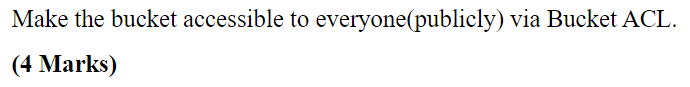 Make the bucket accessible to everyone(publicly) via Bucket ACL.
(4 Marks)